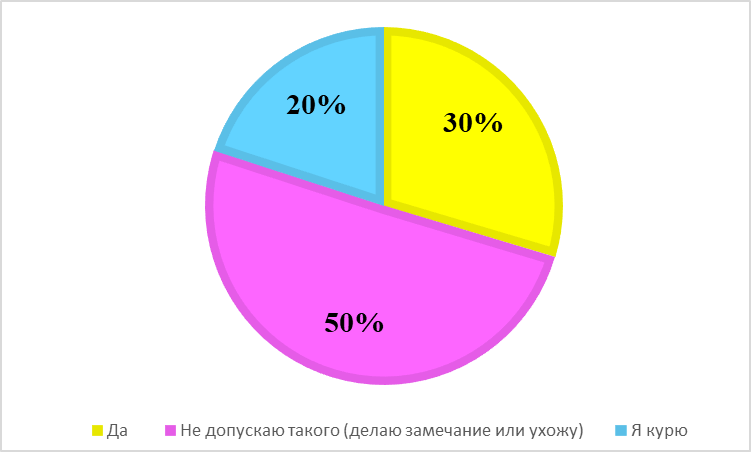 20%
30%
50%
Да
Не допускаю такого (делаю замечание или ухожу)
Я курю